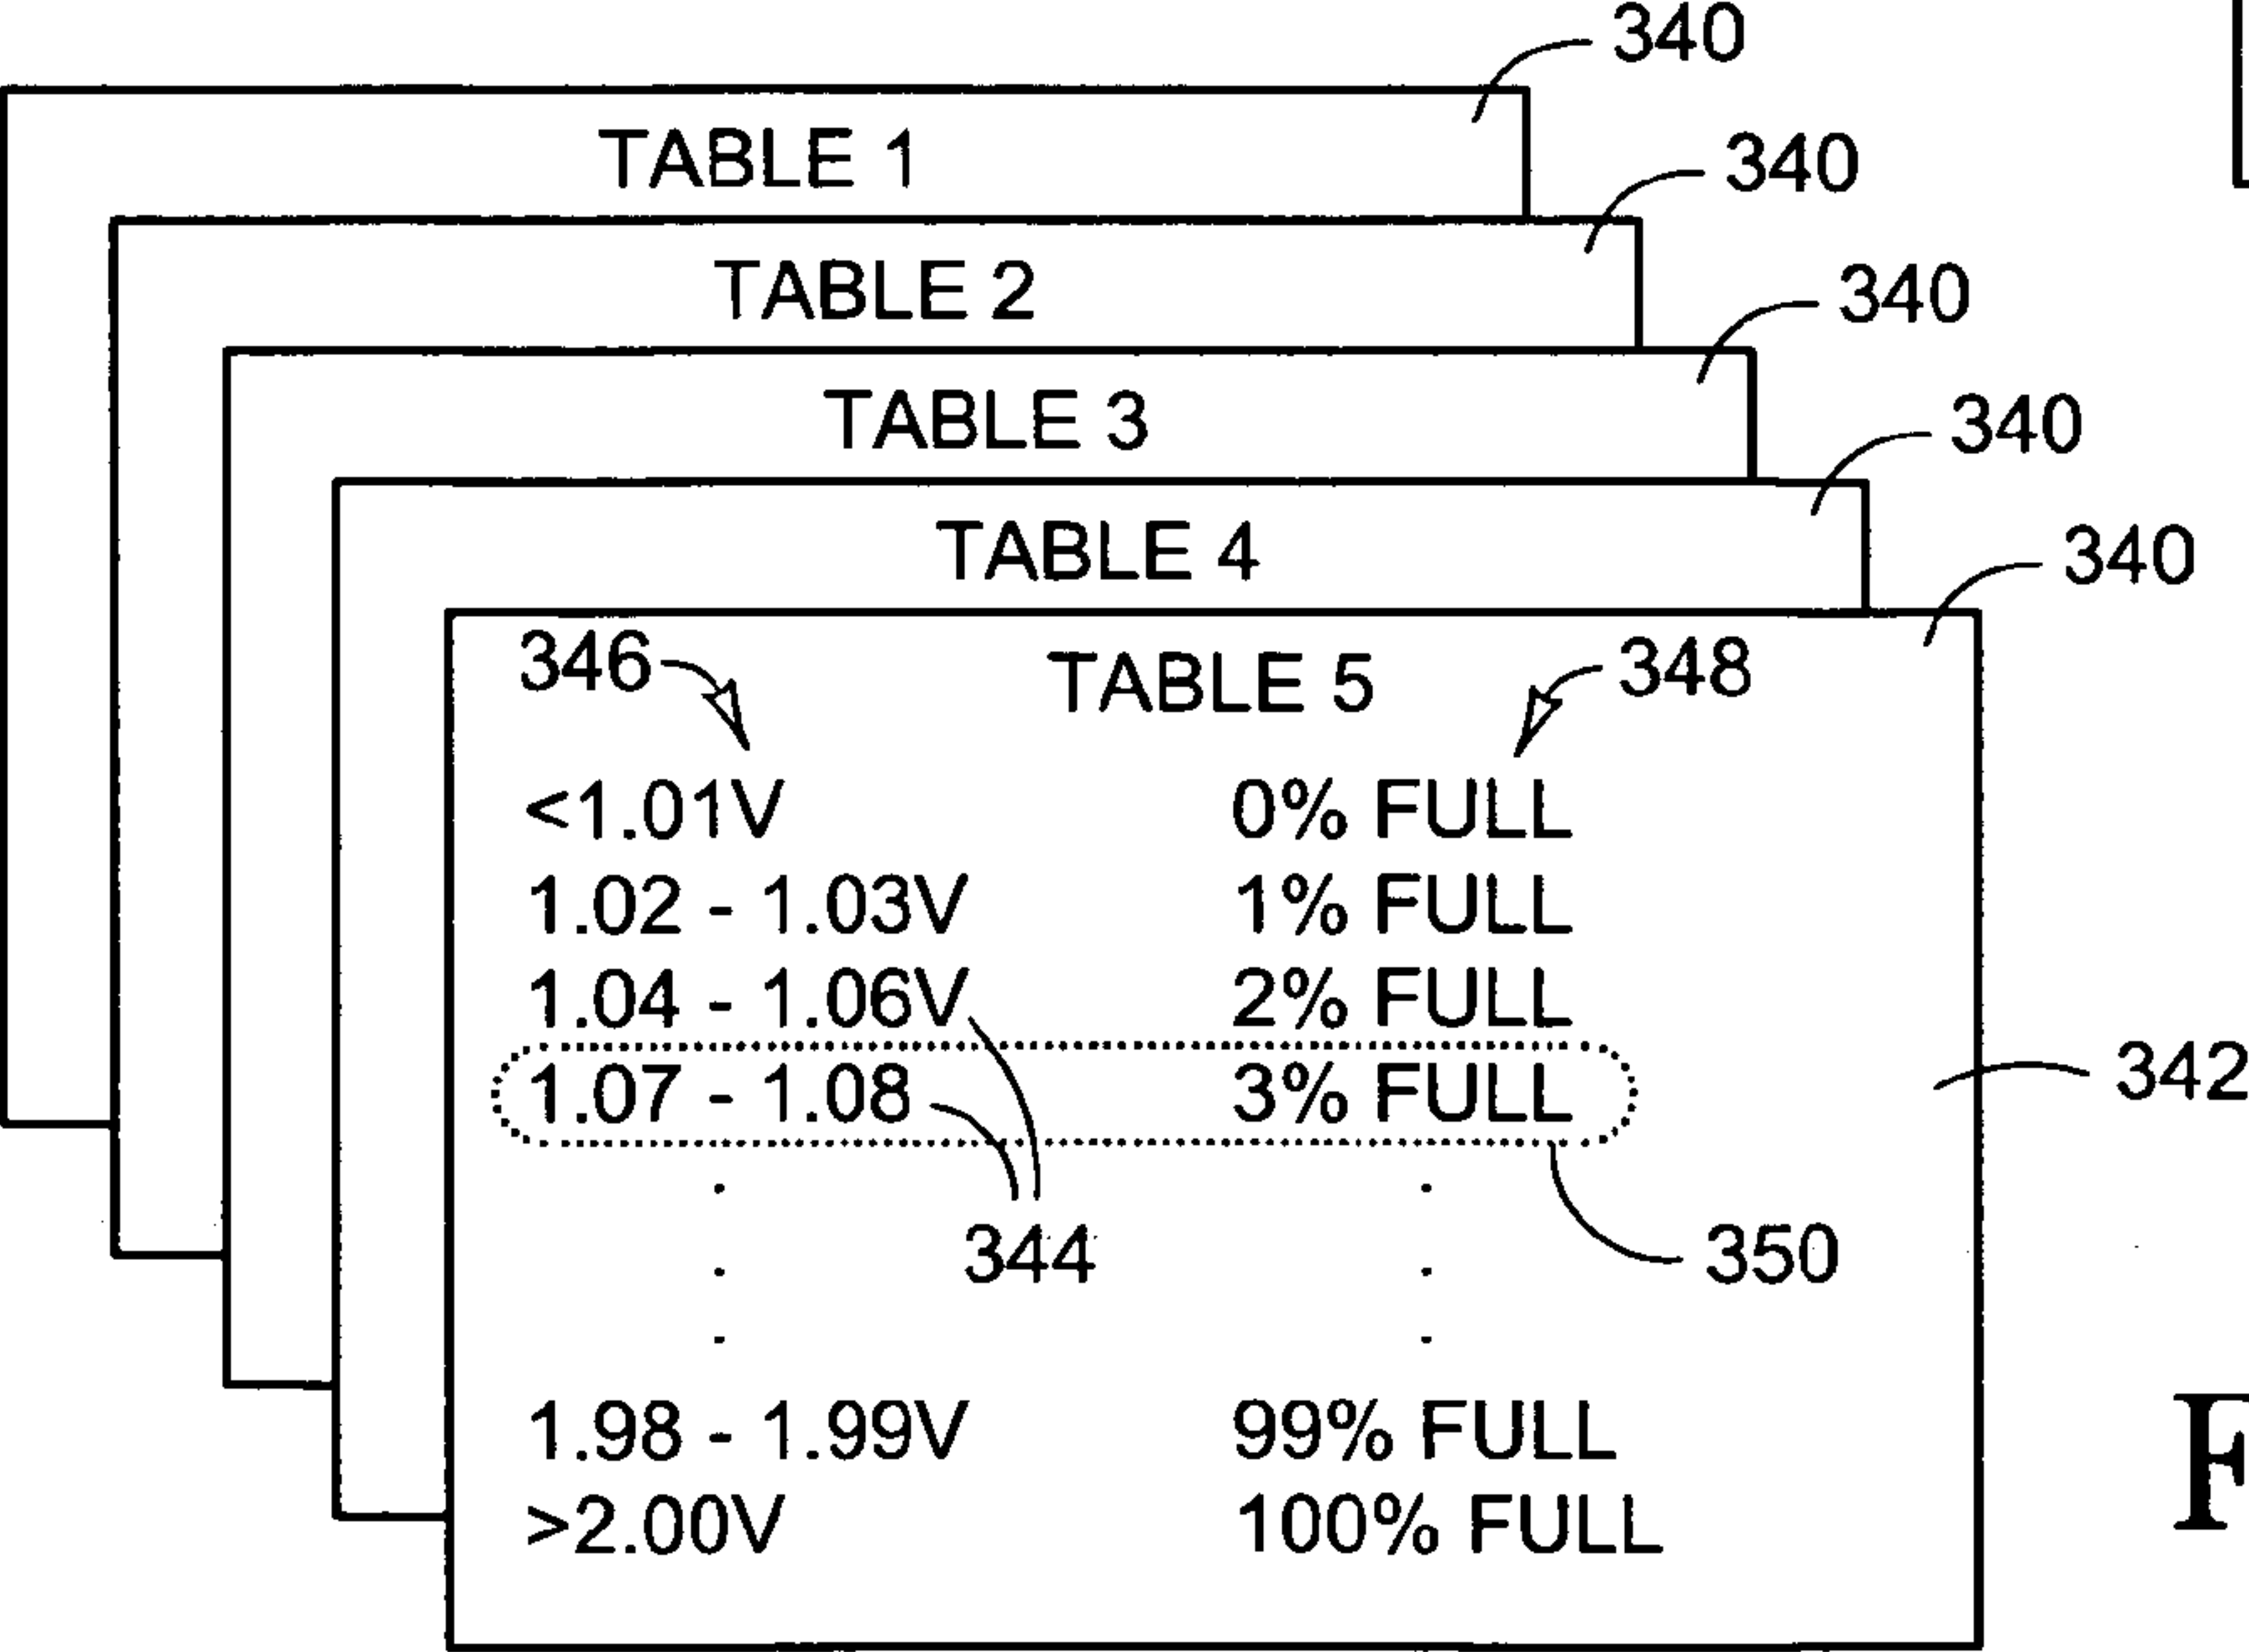 340
TABLE 1
340
TABLE 2
340
TABLE 3
340
TABLE 4
340
346 TABLE 5 348
<1.01V 0% FULL
1.02 - 1.03V 1% FULL
1.04 - 1.06V 2% FULL
1.07 - 1.08 3% FULL
342
344 350
1.98 - 1.99V 99% FULL
>2.00V 100% FULL
F